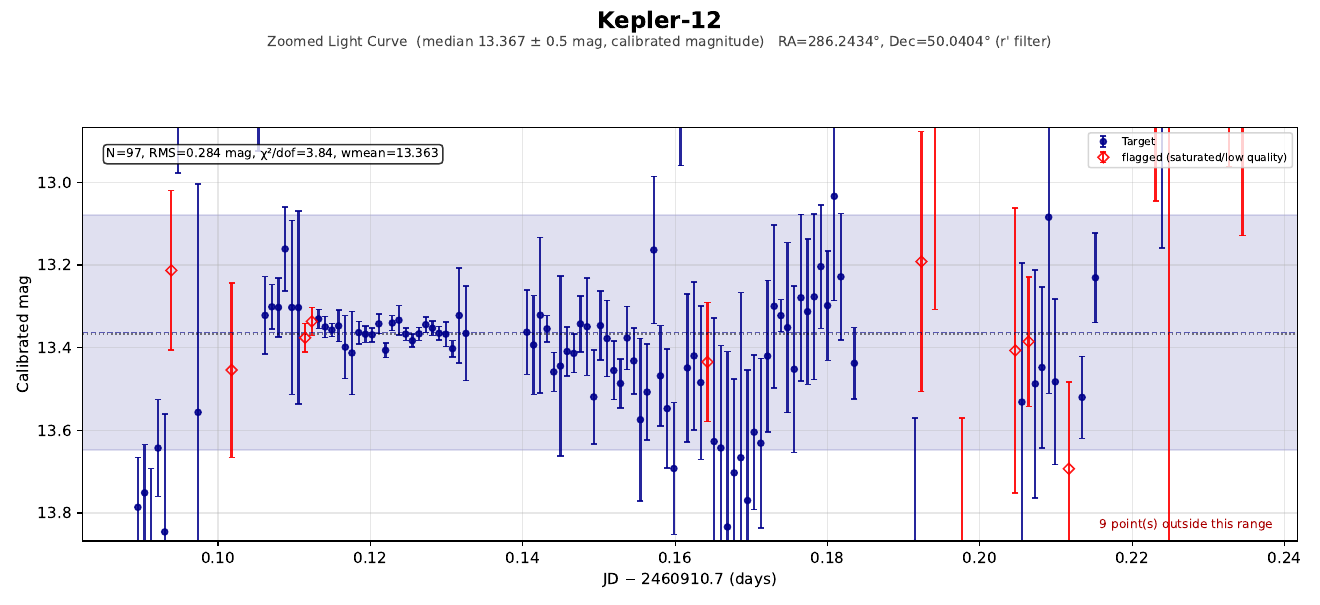 Kepler-12
Zoomed Light Curve (median 13.367 ± 0.5 mag, calibrated magnitude) RA=286.2434°, Dec=50.0404° (r' filter)
N=97, RMS=0.284 mag, χ²/dof=3.84, wmean=13.363
Target
flagged (saturated/low quality)
13.0
13.2
13.4
13.6
13.8
Calibrated mag
9 point(s) outside this range
0.10 0.12 0.14 0.16 0.18 0.20 0.22 0.24
JD − 2460910.7 (days)